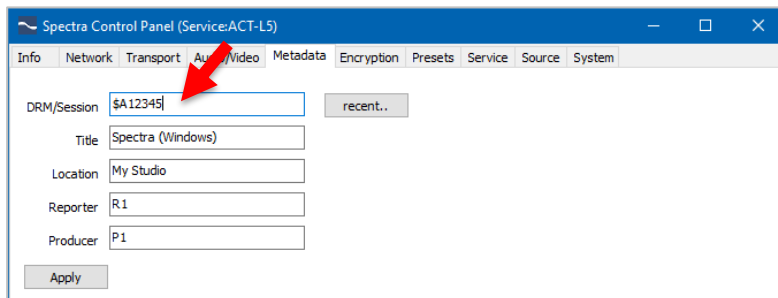 Spectra Control Panel (Service:ACT-L5)
Info Network Transport Audio/Video Metadata Encryption Presets Service Source System
DRM/Session $A12345 recent..
Title Spectra (Windows)
Location My Studio
Reporter R1
Producer P1
Apply